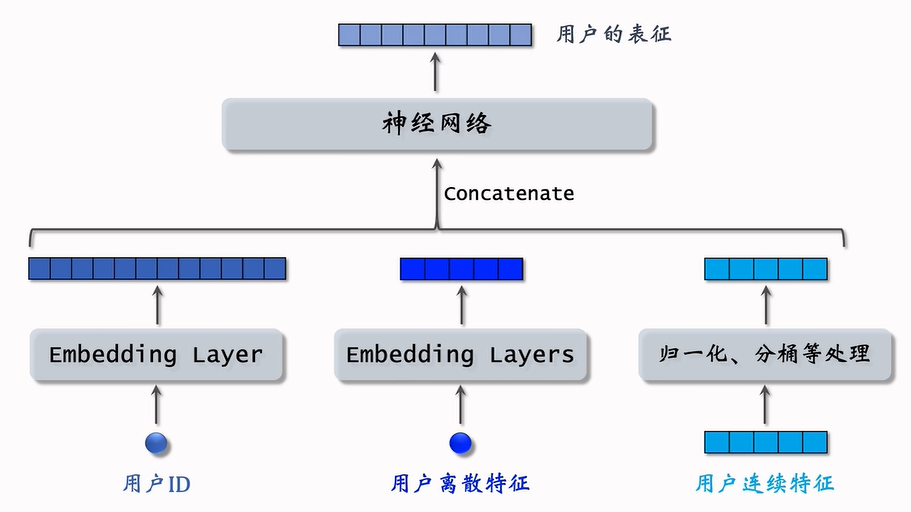 用户的表征
神经网络
Concatenate
Embedding Layer
Embedding Layers
归一化、分桶等处理
用户ID
用户离散特征
用户连续特征